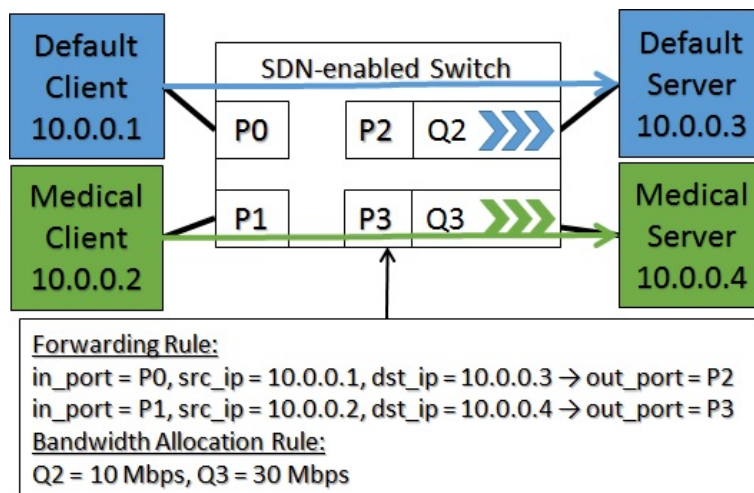 Default
Client
10.0.0.1
SDN-enabled Switch
Default
Server
10.0.0.3
P0
P2
Q2
Medical
Client
10.0.0.2
P1
P3
Q3
Medical
Server
10.0.0.4
Forwarding Rule:
in_port = P0, src_ip = 10.0.0.1, dst_ip = 10.0.0.3 → out_port = P2
in_port = P1, src_ip = 10.0.0.2, dst_ip = 10.0.0.4 → out_port = P3
Bandwidth Allocation Rule:
Q2 = 10 Mbps, Q3 = 30 Mbps